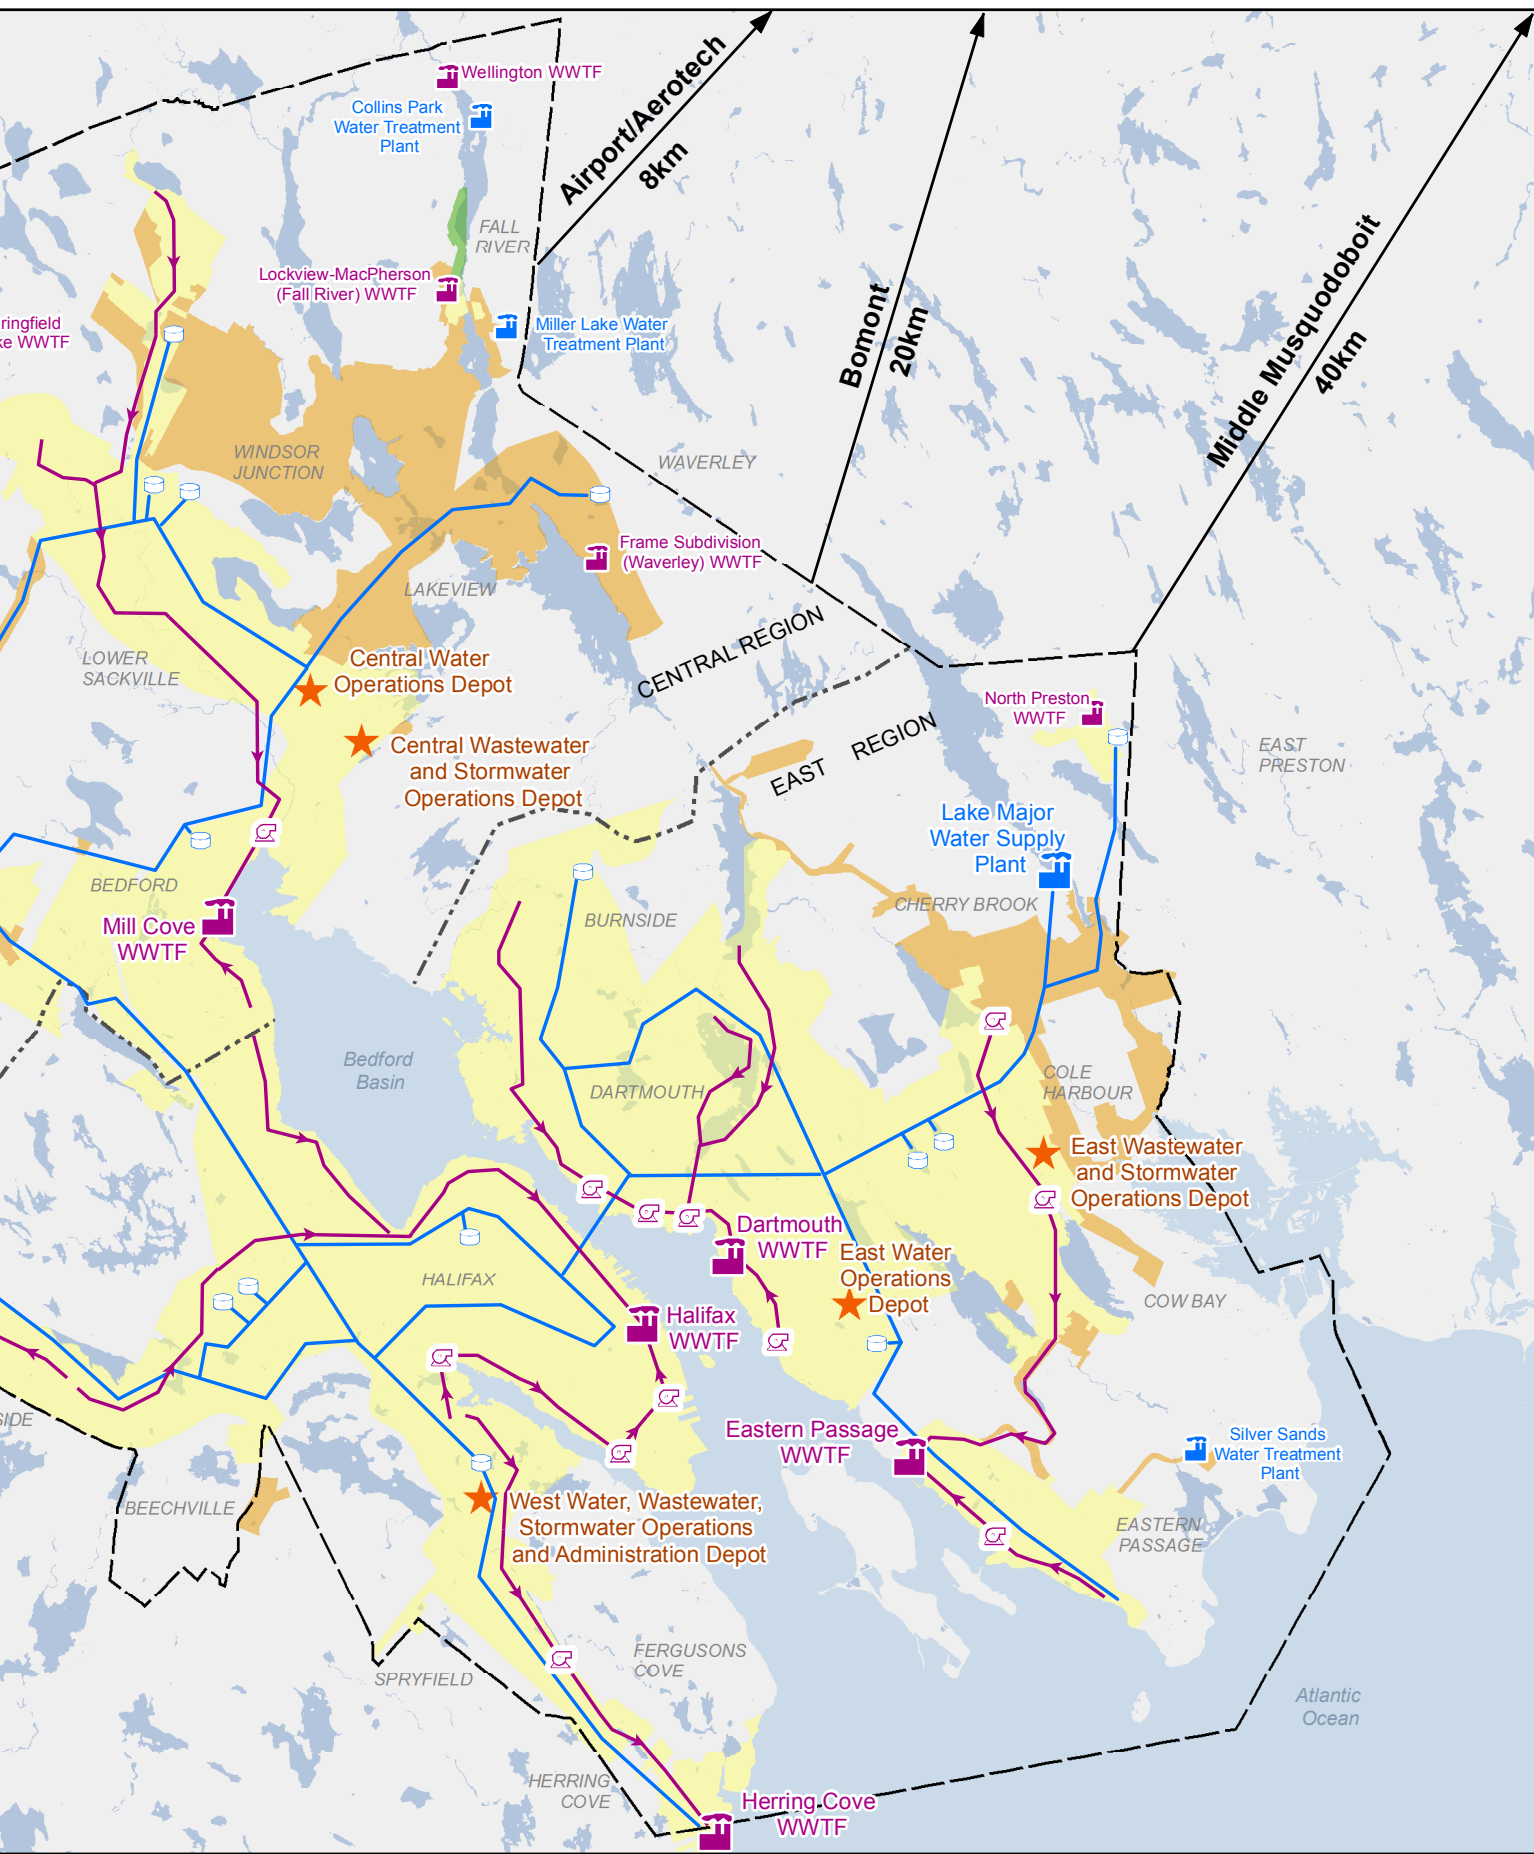 Wellington WWTF
Collins Park
Water Treatment
Plant
Airport/Aerotech
8km
FALL
RIVER
Lockview-MacPherson
(Fall River) WWTF
ringfield
ke WWTF
Miller Lake Water
Treatment Plant
Bomont
20km
Middle Musquodoboit
40km
WINDSOR
JUNCTION
WAVERLEY
Frame Subdivision
(Waverley) WWTF
LAKEVIEW
CENTRAL REGION
LOWER
SACKVILLE
Central Water
Operations Depot
Central Wastewater
and Stormwater
Operations Depot
EAST REGION
North Preston
WWTF
EAST
PRESTON
Lake Major
Water Supply
Plant
BEDFORD
Mill Cove
WWTF
BURNSIDE
CHERRY BROOK
Bedford
Basin
DARTMOUTH
COLE
HARBOUR
East Wastewater
and Stormwater
Operations Depot
Dartmouth
WWTF
East Water
Operations
Depot
HALIFAX
Halifax
WWTF
COW BAY
SIDE
Eastern Passage
WWTF
Silver Sands
Water Treatment
Plant
BEECHVILLE
West Water, Wastewater,
Stormwater Operations
and Administration Depot
EASTERN
PASSAGE
FERGUSONS
COVE
SPRYFIELD
Atlantic
Ocean
HERRING
COVE
Herring Cove
WWTF